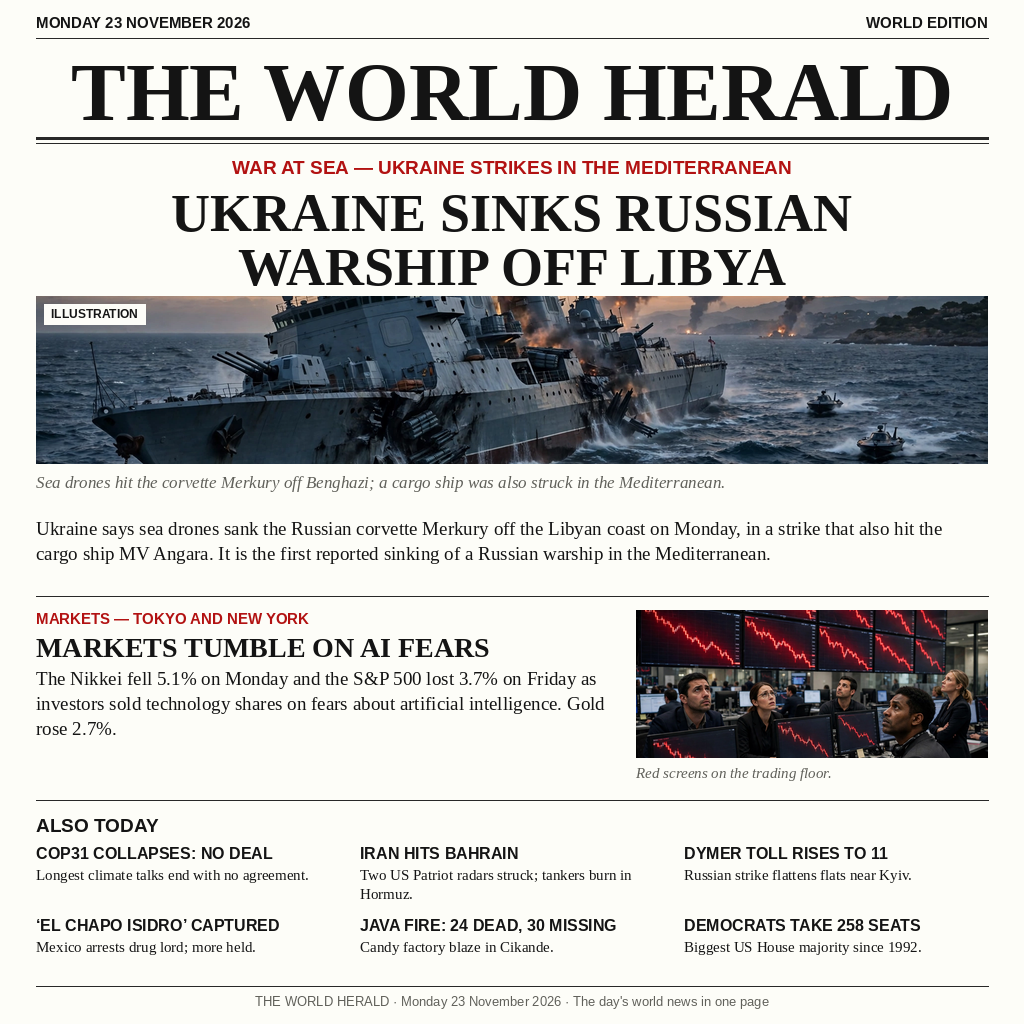 MONDAY 23 NOVEMBER 2026
WORLD EDITION
THE WORLD HERALD
WAR AT SEA — UKRAINE STRIKES IN THE MEDITERRANEAN
UKRAINE SINKS RUSSIAN
WARSHIP OFF LIBYA
ILLUSTRATION
Sea drones hit the corvette Merkury off Benghazi; a cargo ship was also struck in the Mediterranean.
Ukraine says sea drones sank the Russian corvette Merkury off the Libyan coast on Monday, in a strike that also hit the
cargo ship MV Angara. It is the first reported sinking of a Russian warship in the Mediterranean.
MARKETS — TOKYO AND NEW YORK
MARKETS TUMBLE ON AI FEARS
The Nikkei fell 5.1% on Monday and the S&P 500 lost 3.7% on Friday as
investors sold technology shares on fears about artificial intelligence. Gold
rose 2.7%.
Red screens on the trading floor.
ALSO TODAY
COP31 COLLAPSES: NO DEAL
Longest climate talks end with no agreement.
IRAN HITS BAHRAIN
Two US Patriot radars struck; tankers burn in
Hormuz.
DYMER TOLL RISES TO 11
Russian strike flattens flats near Kyiv.
‘EL CHAPO ISIDRO’ CAPTURED
Mexico arrests drug lord; more held.
JAVA FIRE: 24 DEAD, 30 MISSING
Candy factory blaze in Cikande.
DEMOCRATS TAKE 258 SEATS
Biggest US House majority since 1992.
THE WORLD HERALD · Monday 23 November 2026 · The day's world news in one page